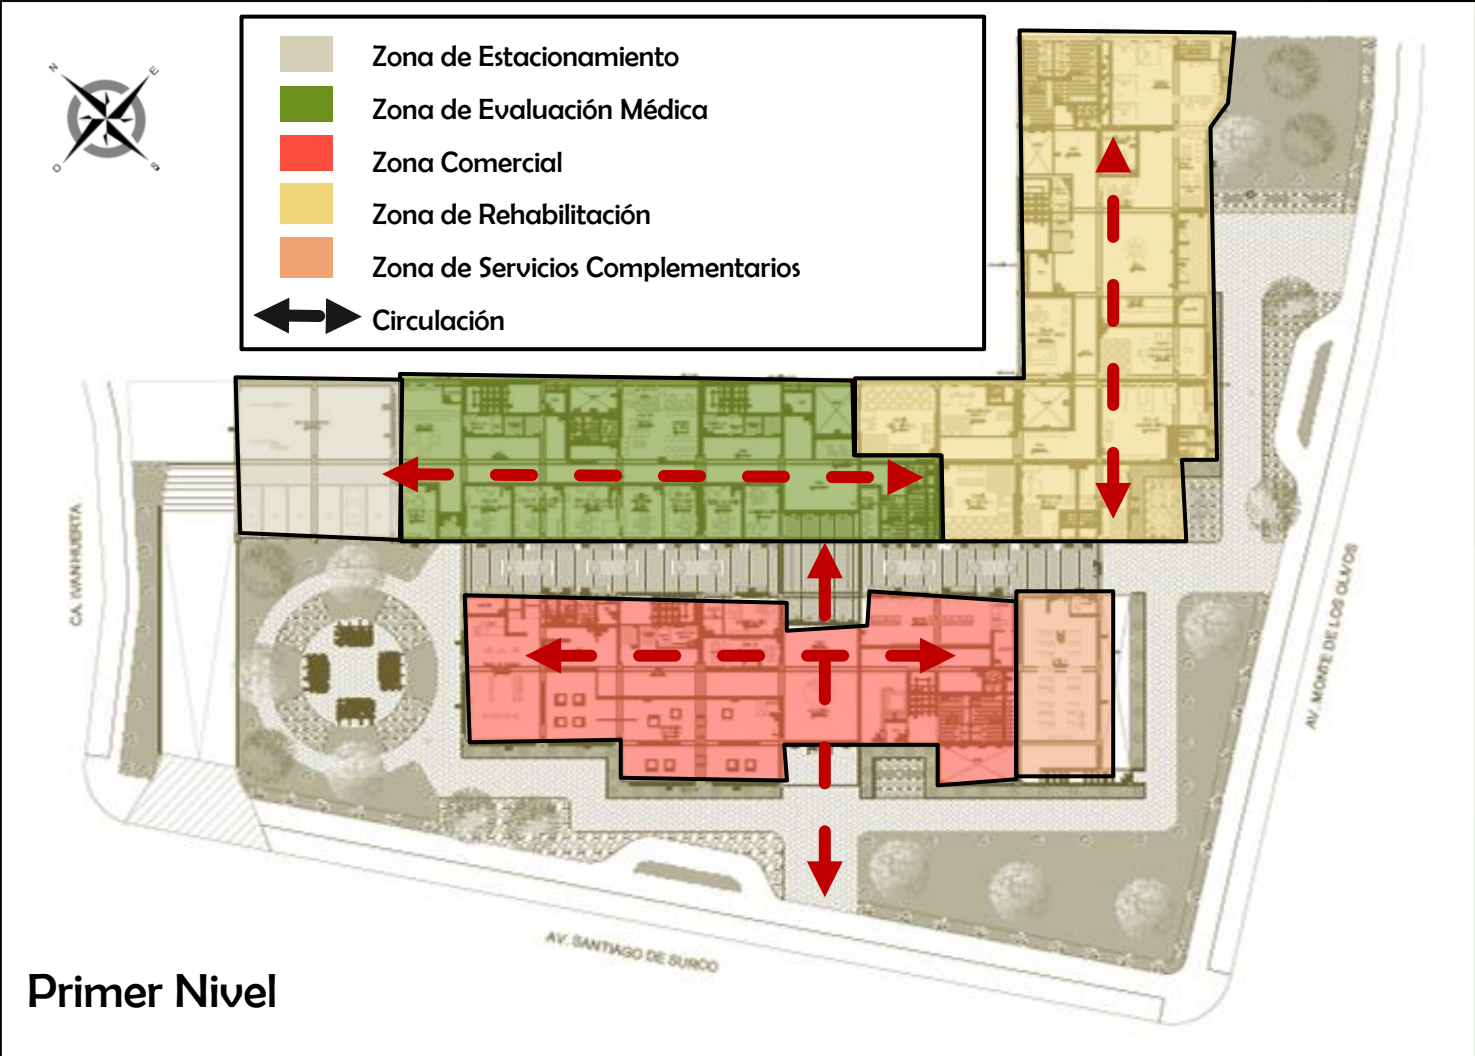 N
E
O
S
Zona de Estacionamiento
Zona de Evaluación Médica
Zona Comercial
Zona de Rehabilitación
Zona de Servicios Complementarios
Circulación
CA. IVANHUERTA
AV. MONTE DE LOS OLIVOS
AV. SANTIAGO DE SURCO
Primer Nivel